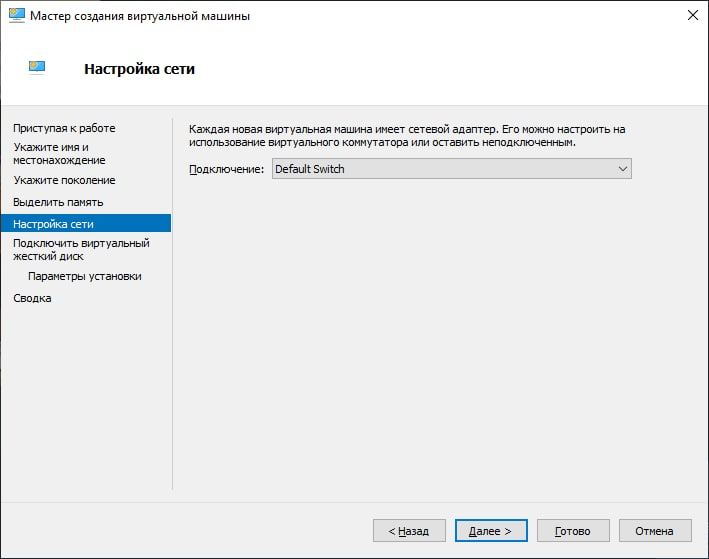 Мастер создания виртуальной машины
Настройка сети
Приступая к работе
Укажите имя и
местонахождение
Укажите поколение
Выделить память
Настройка сети
Подключить виртуальный
жесткий диск
Параметры установки
Сводка
Каждая новая виртуальная машина имеет сетевой адаптер. Его можно настроить на
использование виртуального коммутатора или оставить неподключенным.
Подключение: Default Switch
< Назад
Далее >
Готово
Отмена